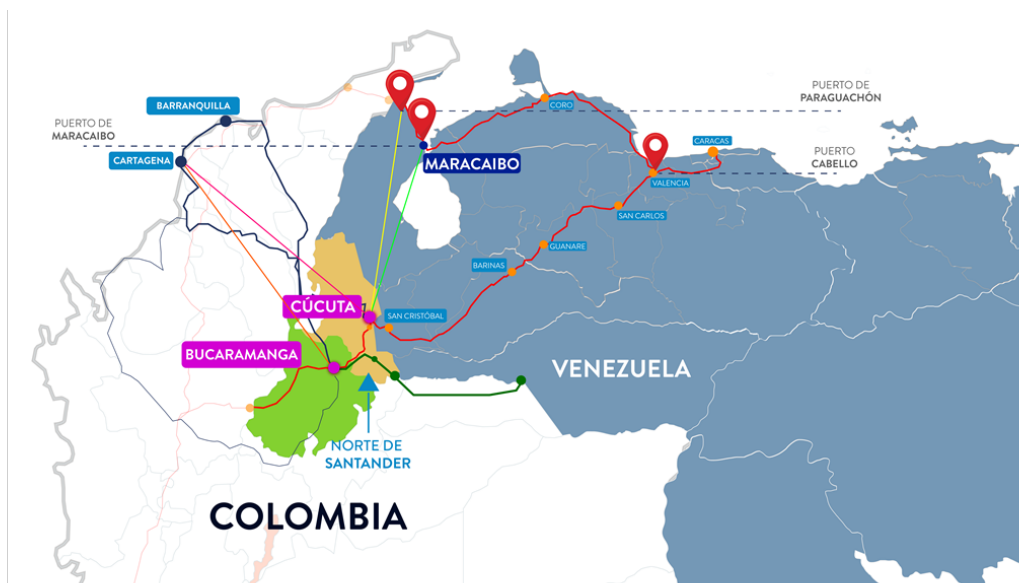 PUERTO DE
PARAGUACHÓN
BARRANQUILLA
CORO
PUERTO DE
MARACAIBO
CARACAS
PUERTO
CABELLO
CARTAGENA
MARACAIBO
VALENCIA
SAN CARLOS
GUANARE
BARINAS
CÚCUTA
SAN CRISTÓBAL
BUCARAMANGA
VENEZUELA
NORTE DE
SANTANDER
COLOMBIA